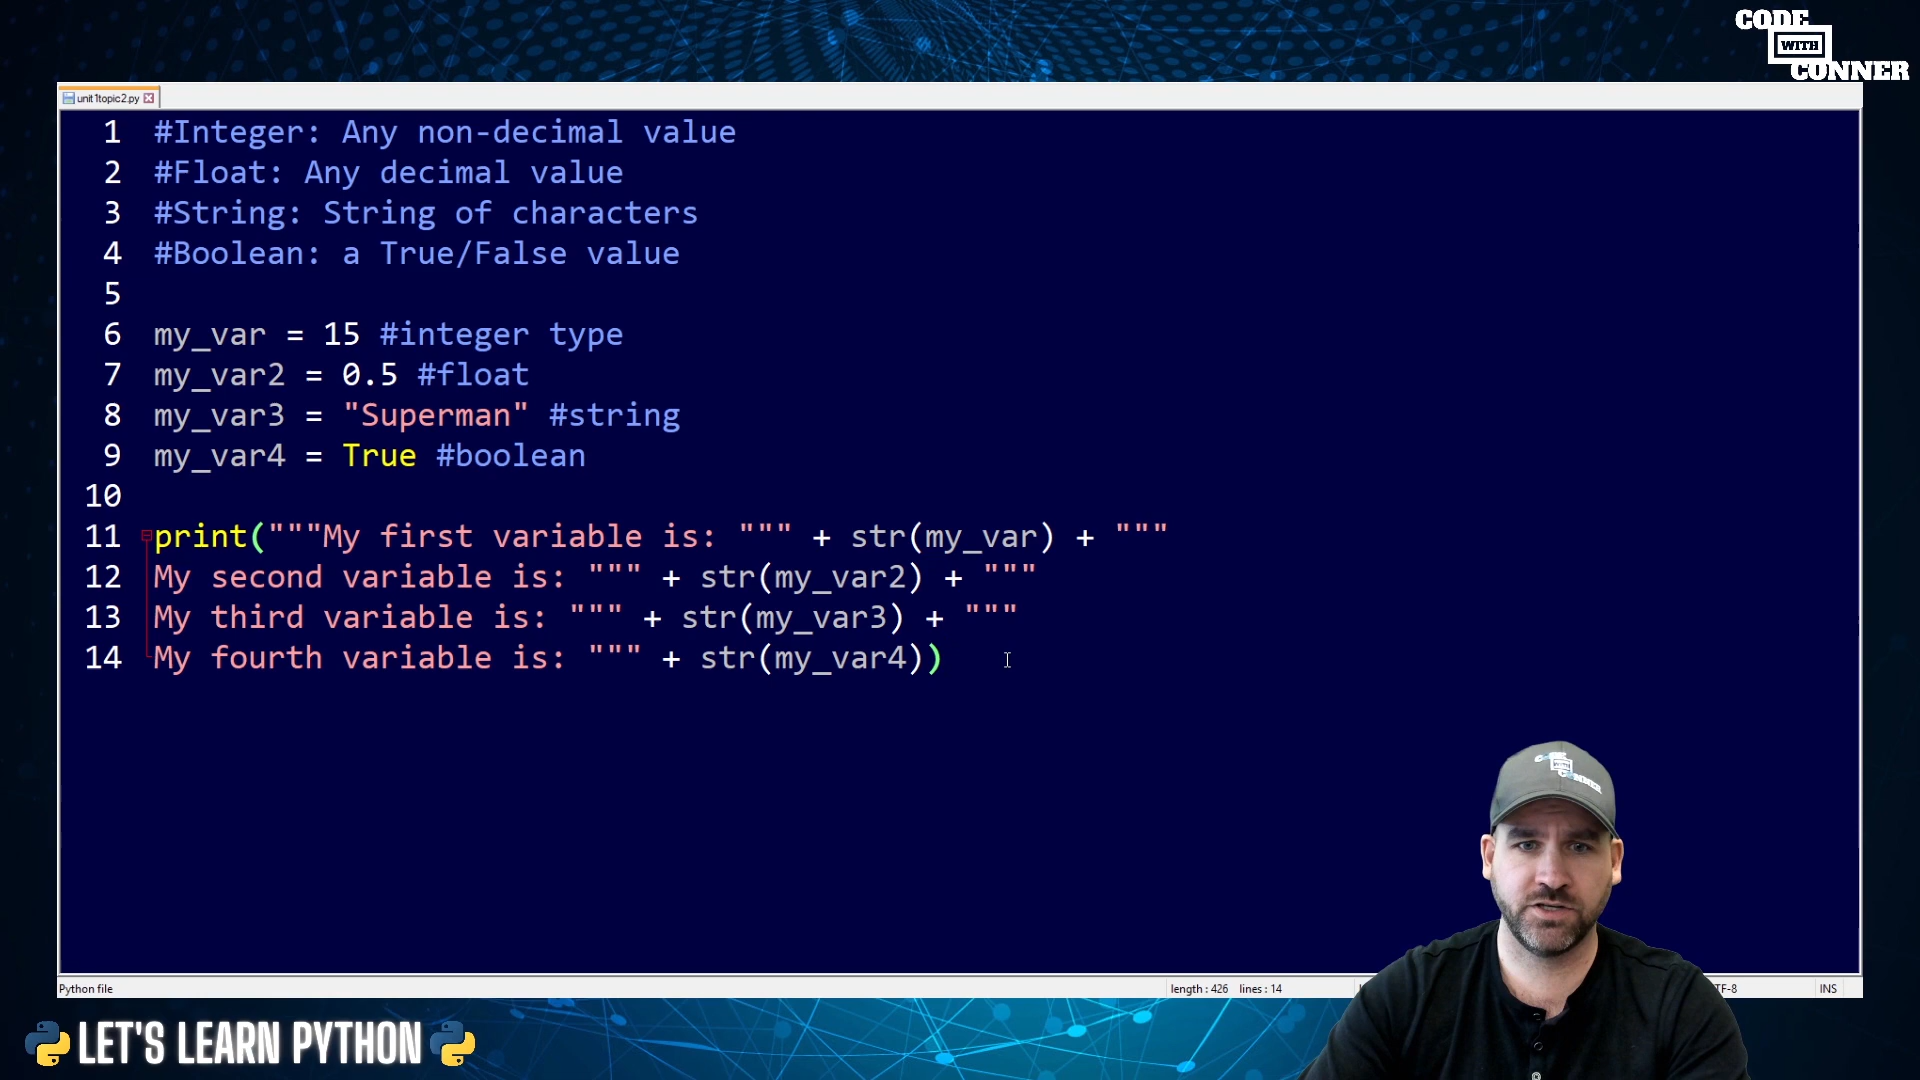 CODE
WITH
CONNER
unit1topic2.py
1 #Integer: Any non-decimal value
2 #Float: Any decimal value
3 #String: String of characters
4 #Boolean: a True/False value
5
6 my_var = 15 #integer type
7 my_var2 = 0.5 #float
8 my_var3 = "Superman" #string
9 my_var4 = True #boolean
10
11 print("""My first variable is: """ + str(my_var) + """
12 My second variable is: """ + str(my_var2) + """
13 My third variable is: """ + str(my_var3) + """
14 My fourth variable is: """ + str(my_var4))
WITH
CONNER
Python file length : 426 lines : 14 TF-8 INS
LET'S LEARN PYTHON